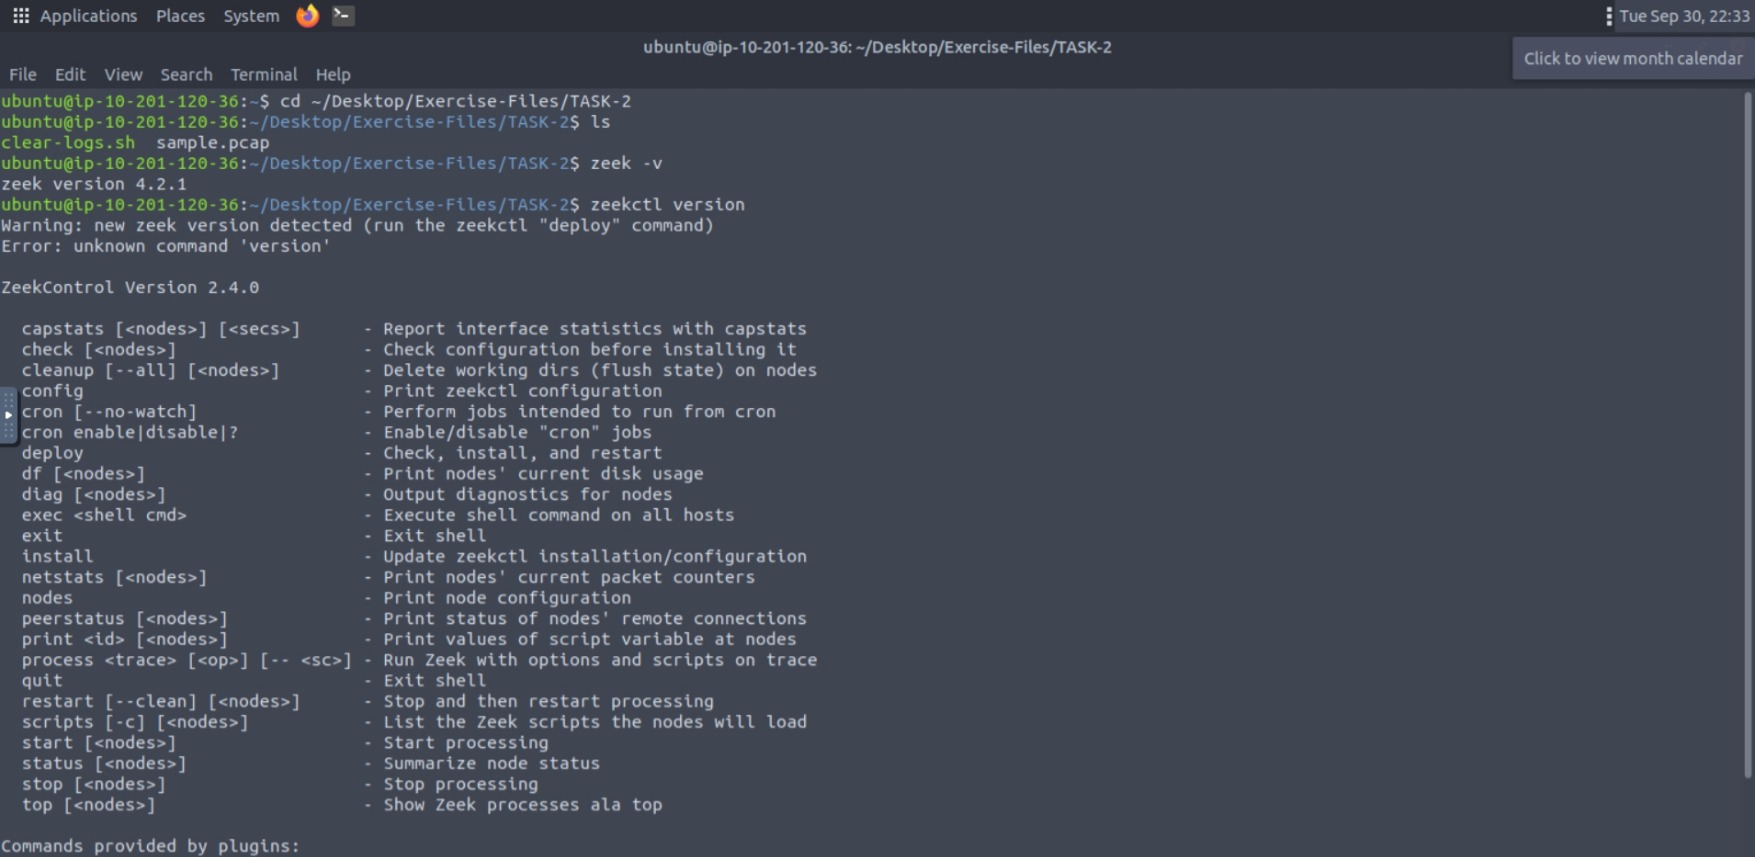 Applications Places System Tue Sep 30, 22:33
ubuntu@ip-10-201-120-36: ~/Desktop/Exercise-Files/TASK-2
Click to view month calendar
File Edit View Search Terminal Help
ubuntu@ip-10-201-120-36:~$ cd ~/Desktop/Exercise-Files/TASK-2
ubuntu@ip-10-201-120-36:~/Desktop/Exercise-Files/TASK-2$ ls
clear-logs.sh  sample.pcap
ubuntu@ip-10-201-120-36:~/Desktop/Exercise-Files/TASK-2$ zeek -v
zeek version 4.2.1
ubuntu@ip-10-201-120-36:~/Desktop/Exercise-Files/TASK-2$ zeekctl version
Warning: new zeek version detected (run the zeekctl "deploy" command)
Error: unknown command 'version'
ZeekControl Version 2.4.0
capstats [<nodes>] [<secs>]      - Report interface statistics with capstats
check [<nodes>]                  - Check configuration before installing it
cleanup [--all] [<nodes>]        - Delete working dirs (flush state) on nodes
config                           - Print zeekctl configuration
cron [--no-watch]                - Perform jobs intended to run from cron
cron enable|disable|?            - Enable/disable "cron" jobs
deploy                           - Check, install, and restart
df [<nodes>]                     - Print nodes' current disk usage
diag [<nodes>]                   - Output diagnostics for nodes
exec <shell cmd>                 - Execute shell command on all hosts
exit                             - Exit shell
install                          - Update zeekctl installation/configuration
netstats [<nodes>]               - Print nodes' current packet counters
nodes                            - Print node configuration
peerstatus [<nodes>]             - Print status of nodes' remote connections
print <id> [<nodes>]             - Print values of script variable at nodes
process <trace> [<op>] [-- <sc>] - Run Zeek with options and scripts on trace
quit                             - Exit shell
restart [--clean] [<nodes>]      - Stop and then restart processing
scripts [-c] [<nodes>]           - List the Zeek scripts the nodes will load
start [<nodes>]                  - Start processing
status [<nodes>]                 - Summarize node status
stop [<nodes>]                   - Stop processing
top [<nodes>]                    - Show Zeek processes ala top
Commands provided by plugins: